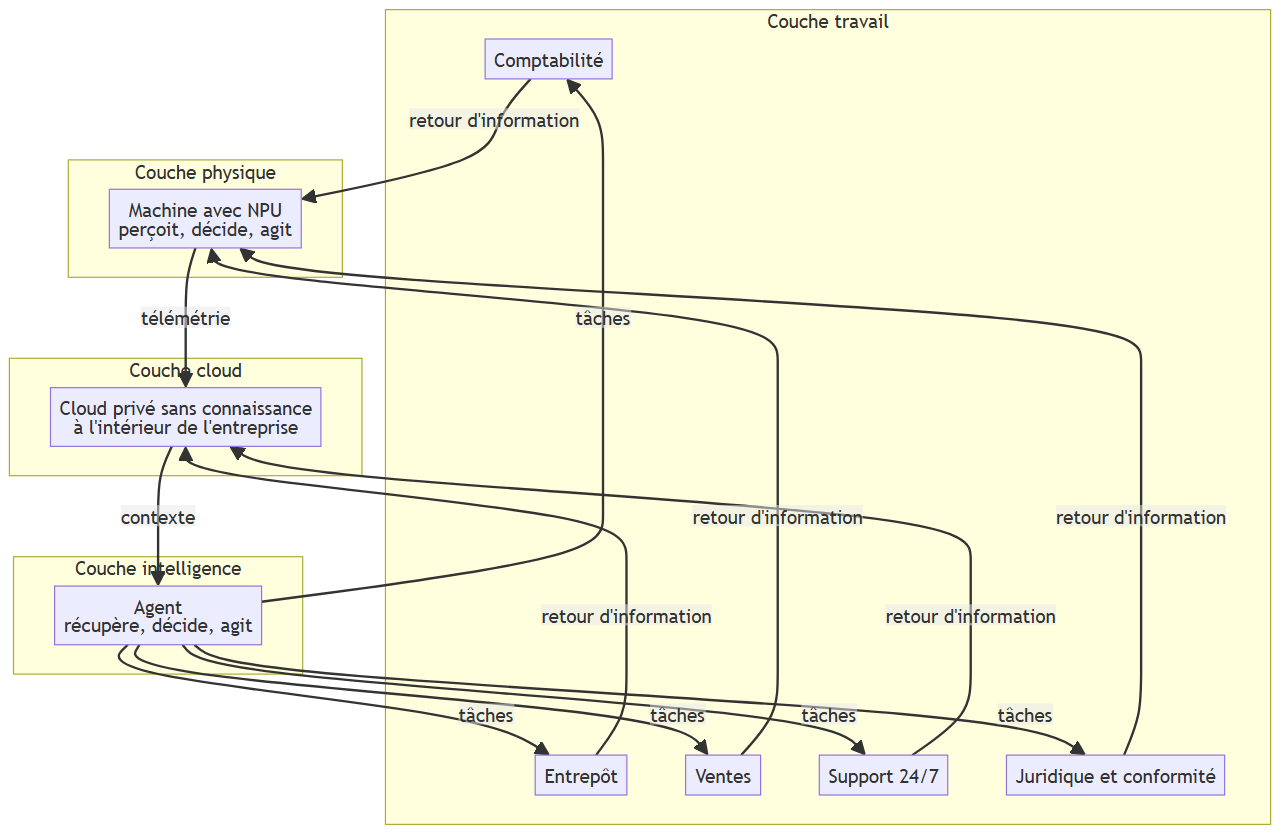 Couche travail
Comptabilité
retour d'information
Couche physique
Machine avec NPU
perçoit, décide, agit
télémétrie
tâches
Couche cloud
Cloud privé sans connaissance
à l'intérieur de l'entreprise
contexte
retour d'information
retour d'information
Couche intelligence
Agent
récupère, décide, agit
retour d'information
retour d'information
tâches
tâches
tâches
tâches
Entrepôt
Ventes
Support 24/7
Juridique et conformité